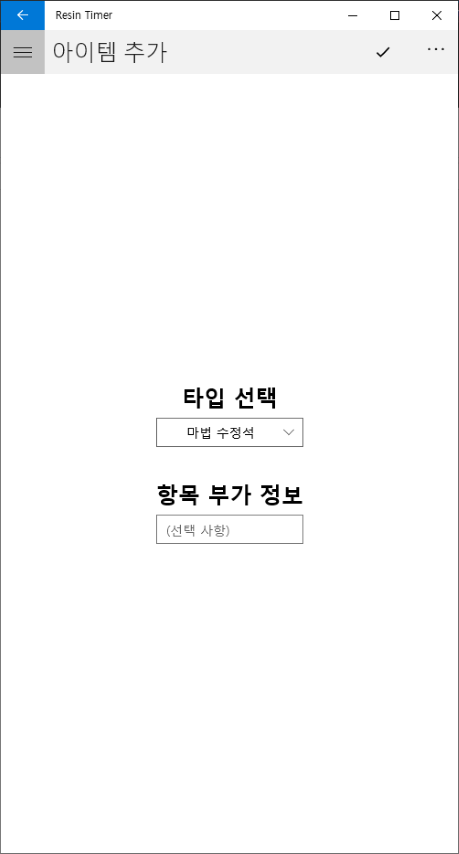 Resin Timer
아이템 추가
타입 선택
마법 수정석
항목 부가 정보
(선택 사항)